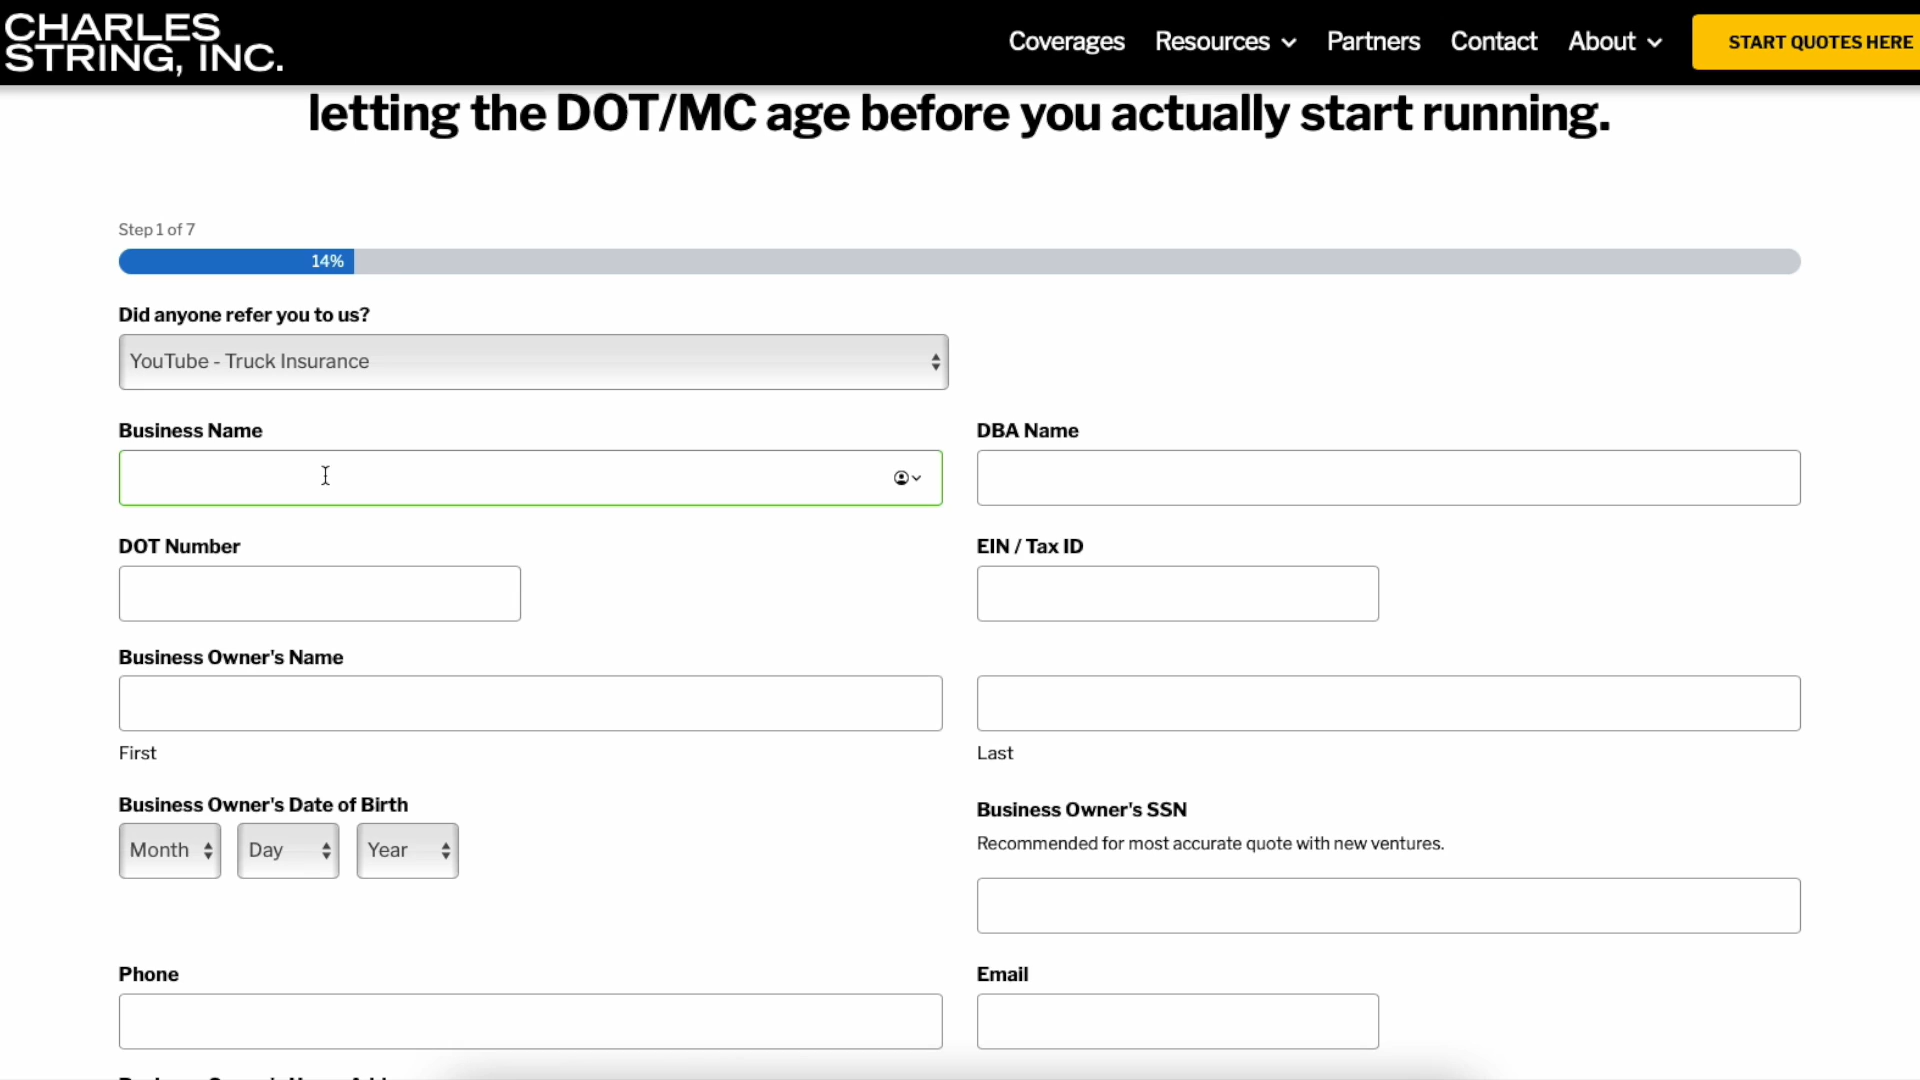 CHARLES
STRING, INC.
Coverages Resources Partners Contact About START QUOTES HERE
letting the DOT/MC age before you actually start running.
Step 1 of 7
14%
Did anyone refer you to us?
YouTube - Truck Insurance
Business Name DBA Name
DOT Number EIN / Tax ID
Business Owner's Name
First Last
Business Owner's Date of Birth Business Owner's SSN
Month Day Year Recommended for most accurate quote with new ventures.
Phone Email